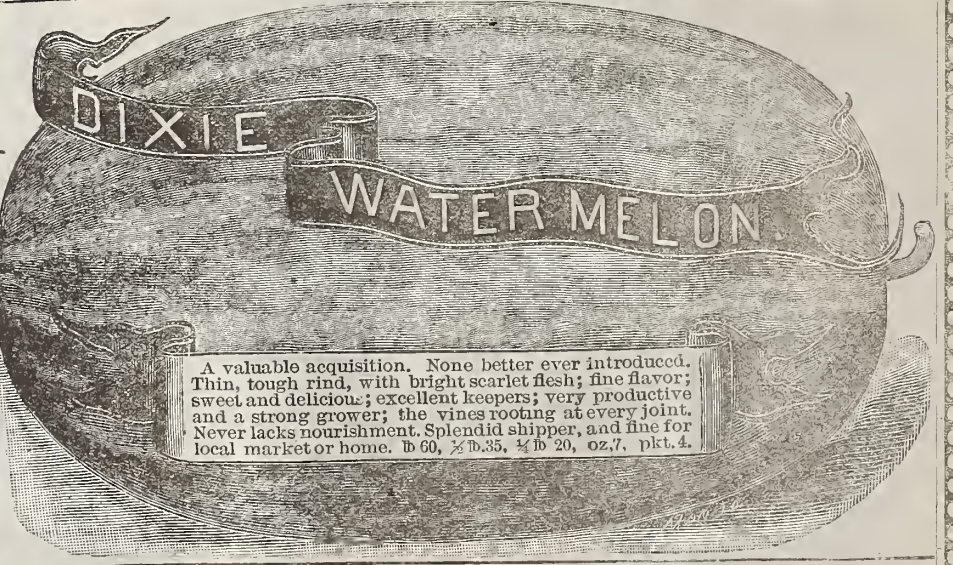 DIXIE
WATER MELON.
A valuable acquisition. None better ever introduced.
Thin, tough rind, with bright scarlet flesh; fine flavor;
sweet and delicious; excellent keepers; very productive
and a strong grower; the vines rooting at every joint.
Never lacks nourishment. Splendid shipper, and fine for
local market or home. ℔ 60, ½ ℔.35, ¼ ℔ 20, oz,7, pkt.4.